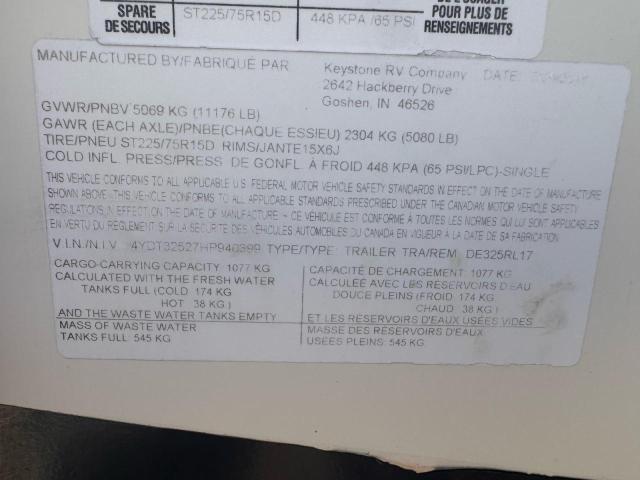 D'ÉCRASER
POUR PLUS DE
RENSEIGNEMENTS
SPARE
DE SECOURS
ST225/75R15D
448 KPA /65 PSI
MANUFACTURED BY/FABRIQUÉ PAR
Keystone RV Company
DATE:
2642 Hackberry Drive
Goshen, IN 46526
GVWR/PNBV 5069 KG (11176 LB)
GAWR (EACH AXLE)/PNBE(CHAQUE ESSIEU) 2304 KG (5080 LB)
TIRE/PNEU ST225/75R15D RIMS/JANTE15X6J
COLD INFL. PRESS/PRESS DE GONFL. À FROID 448 KPA (65 PSI/LPC)-SINGLE
THIS VEHICLE CONFORMS TO ALL APPLICABLE U.S. FEDERAL MOTOR VEHICLE SAFETY STANDARDS IN EFFECT ON THE DATE OF MANUFACTURE
SHOWN ABOVE.-THIS VEHICLE CONFORMS TO ALL APPLICABLE STANDARDS PRESCRIBED UNDER THE CANADIAN MOTOR VEHICLE SAFETY
REGULATIONS, IN EFFECT ON THE DATE OF MANUFACTURE - CE VÉHICULE EST CONFORME À TOUTES LES NORMES QUI LUI SONT APPLICABLES
EN VERTU DU RÈGLEMENT SUR LA SÉCURITÉ DES VÉHICULES AUTOMOBILES DU CANADA EN VIGUEUR À LA DATE DE SA FABRICATION.
V.I.N./N.I.V. 4YDT32527HP940399 TYPE/TYPE: TRAILER TRA/REM DE325RL17
CARGO-CARRYING CAPACITY: 1077 KG
CALCULATED WITH THE FRESH WATER
TANKS FULL (COLD: 174 KG
HOT: 38 KG )
AND THE WASTE WATER TANKS EMPTY
MASS OF WASTE WATER
TANKS FULL: 545 KG
CAPACITÉ DE CHARGEMENT: 1077 KG
CALCULÉE AVEC LES RÉSERVOIRS D EAU
DOUCE PLEINS (FROID: 174 KG
CHAUD : 38 KG )
ET LES RÉSERVOIRS D'EAUX USÉES VIDES
MASSE DES RÉSERVOIRS D'EAUX
USÉES PLEINS: 545 KG